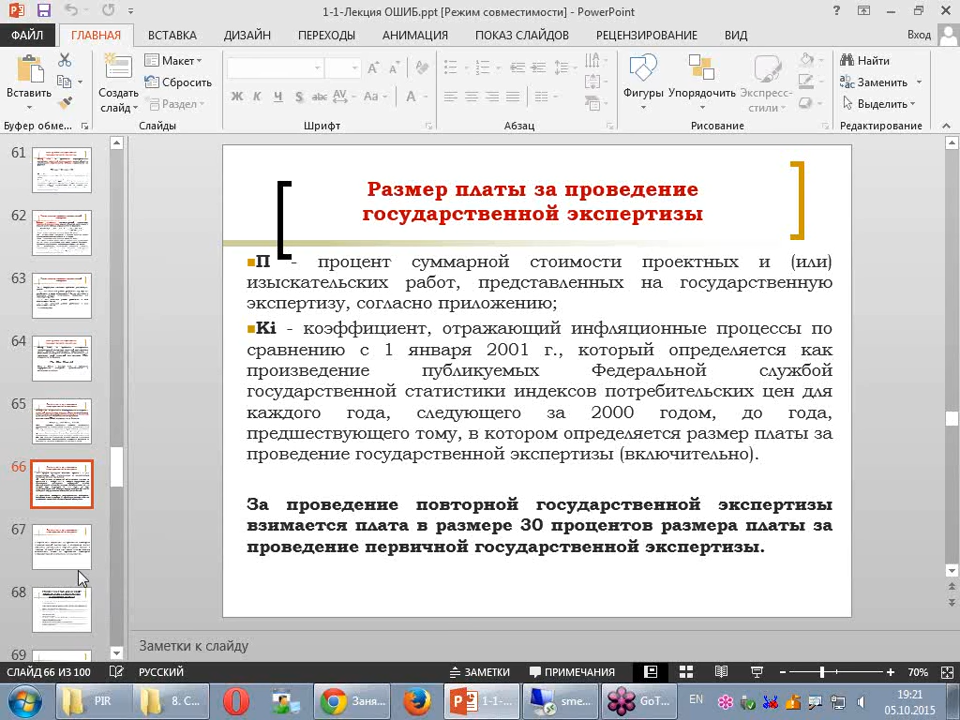 1-1-Лекция ОШИБ.ppt [Режим совместимости] - PowerPoint
ФАЙЛ ГЛАВНАЯ ВСТАВКА ДИЗАЙН ПЕРЕХОДЫ АНИМАЦИЯ ПОКАЗ СЛАЙДОВ РЕЦЕНЗИРОВАНИЕ ВИД Вход
Вставить
Создать слайд
Макет
Сбросить
Раздел
Фигуры
Упорядочить
Экспресс-стили
Найти
Заменить
Выделить
Буфер обме...
Слайды
Шрифт
Абзац
Рисование
Редактирование
61
62
63
64
65
66
67
68
69
Размер платы за проведение
государственной экспертизы
П - процент суммарной стоимости проектных и (или)
изыскательских работ, представленных на государственную
экспертизу, согласно приложению;
Ki - коэффициент, отражающий инфляционные процессы по
сравнению с 1 января 2001 г., который определяется как
произведение публикуемых Федеральной службой
государственной статистики индексов потребительских цен для
каждого года, следующего за 2000 годом, до года,
предшествующего тому, в котором определяется размер платы за
проведение государственной экспертизы (включительно).
За проведение повторной государственной экспертизы
взимается плата в размере 30 процентов размера платы за
проведение первичной государственной экспертизы.
Заметки к слайду
СЛАЙД 66 ИЗ 100 РУССКИЙ ЗАМЕТКИ ПРИМЕЧАНИЯ 70%
PIR 8. С... Заня... 1-1-... sme... GoT... EN 19:21
05.10.2015